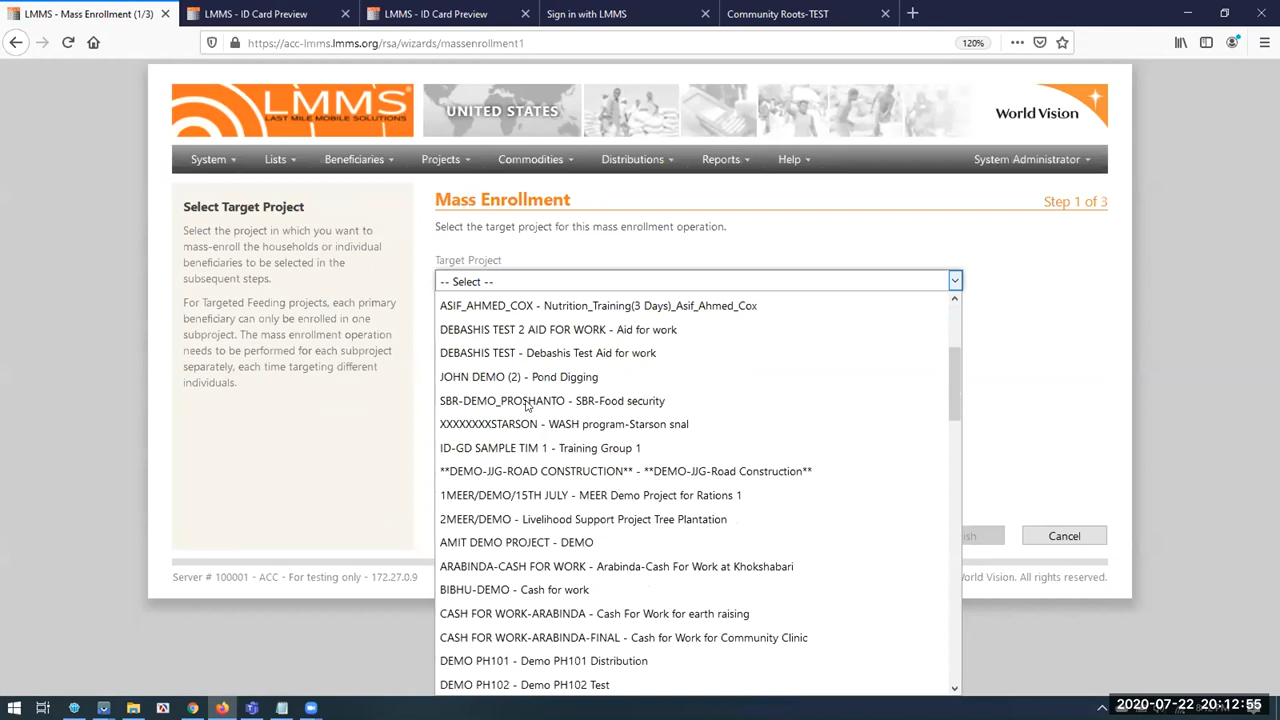 LMMS - Mass Enrollment (1/3)
LMMS - ID Card Preview
LMMS - ID Card Preview
Sign in with LMMS
Community Roots-TEST
https://acc-lmms.lmms.org/rsa/wizards/massenrollment1
120%
LMMS®
LAST MILE MOBILE SOLUTIONS
UNITED STATES
World Vision
System
Lists
Beneficiaries
Projects
Commodities
Distributions
Reports
Help
System Administrator
Select Target Project
Select the project in which you want to
mass-enroll the households or individual
beneficiaries to be selected in the
subsequent steps.
For Targeted Feeding projects, each primary
beneficiary can only be enrolled in one
subproject. The mass enrollment operation
needs to be performed for each subproject
separately, each time targeting different
individuals.
Mass Enrollment
Step 1 of 3
Select the target project for this mass enrollment operation.
Target Project
-- Select --
ASIF_AHMED_COX - Nutrition_Training(3 Days)_Asif_Ahmed_Cox
DEBASHIS TEST 2 AID FOR WORK - Aid for work
DEBASHIS TEST - Debashis Test Aid for work
JOHN DEMO (2) - Pond Digging
SBR-DEMO_PROSHANTO - SBR-Food security
XXXXXXXSTARSON - WASH program-Starson snal
ID-GD SAMPLE TIM 1 - Training Group 1
**DEMO-JJG-ROAD CONSTRUCTION** - **DEMO-JJG-Road Construction**
1MEER/DEMO/15TH JULY - MEER Demo Project for Rations 1
2MEER/DEMO - Livelihood Support Project Tree Plantation
AMIT DEMO PROJECT - DEMO
ARABINDA-CASH FOR WORK - Arabinda-Cash For Work at Khokshabari
BIBHU-DEMO - Cash for work
CASH FOR WORK-ARABINDA - Cash For Work for earth raising
CASH FOR WORK-ARABINDA-FINAL - Cash for Work for Community Clinic
DEMO PH101 - Demo PH101 Distribution
DEMO PH102 - Demo PH102 Test
Cancel
Server # 100001 - ACC - For testing only - 172.27.0.9
World Vision. All rights reserved.
2020-07-22 20:12:55